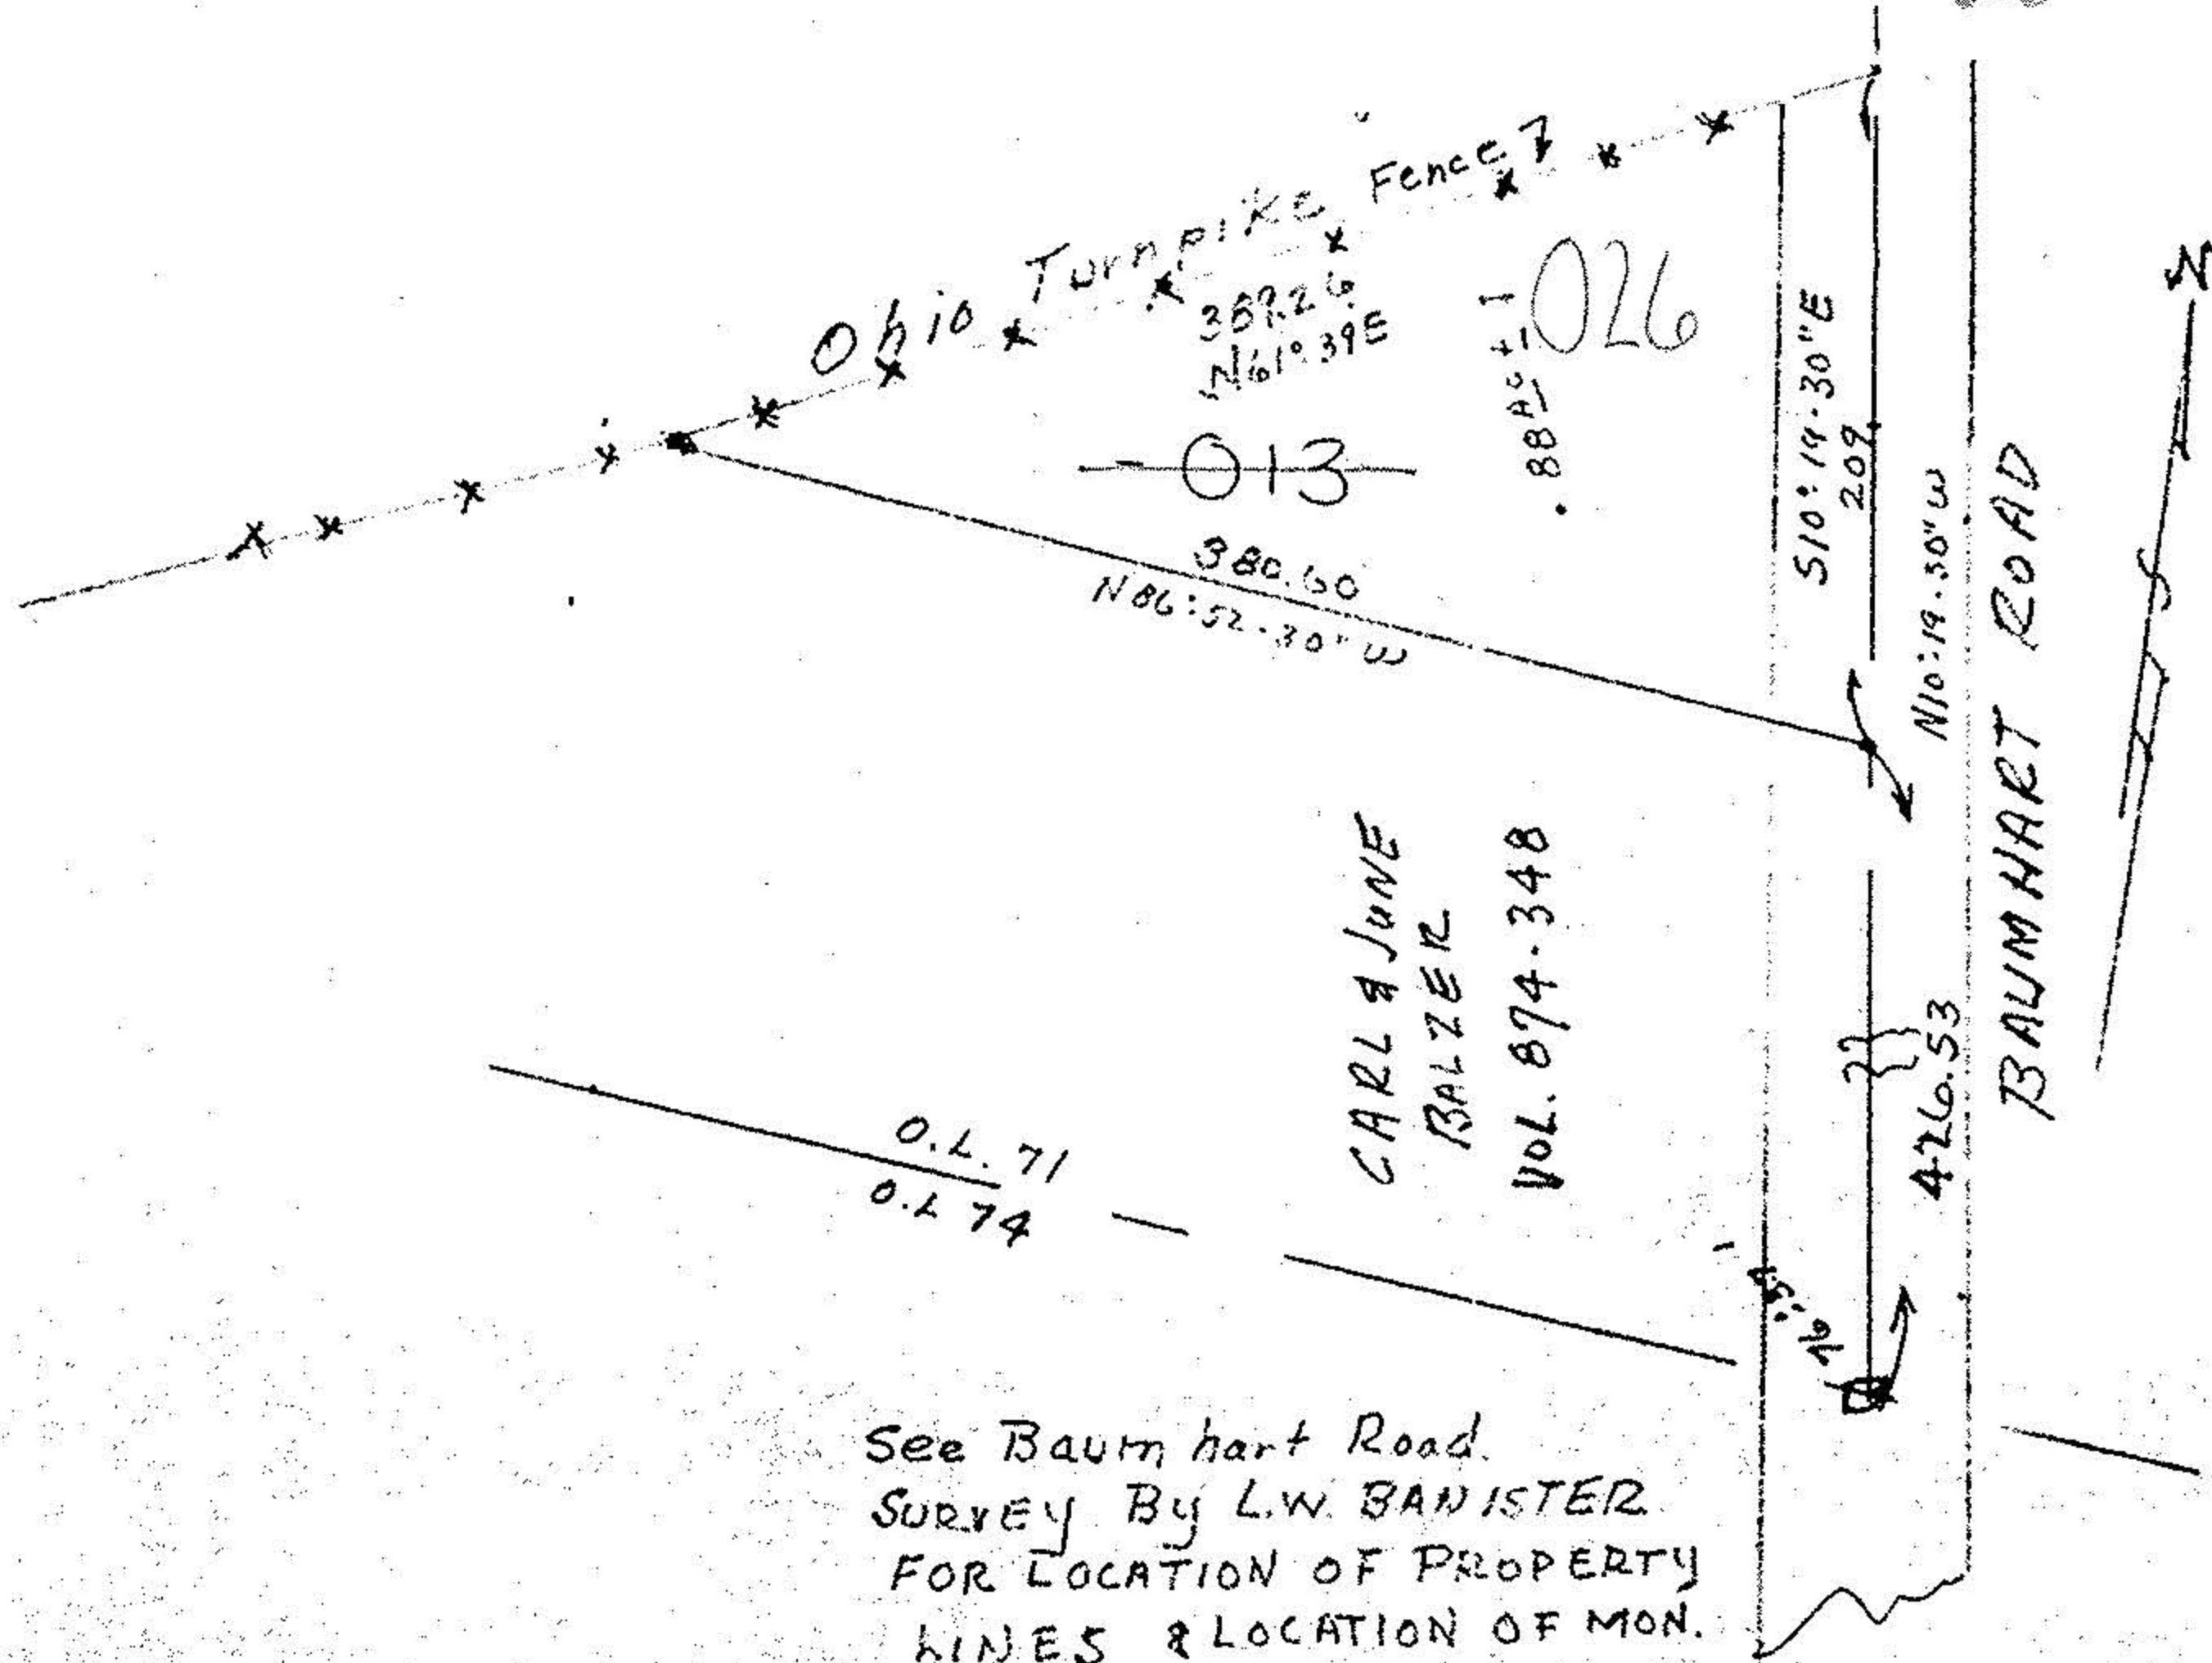 Ohio Turnpike Fence
N61° 39E
026
.88Ac ±
-013-
380.60
N86°:52-30" W
S10°:19-30"E
209.
N10°:19-30"W
BAUMHART ROAD
N
CARL & JUNE
BALZER
VOL. 874-348
426.53
O.L. 71
O.L 74
See Baumhart Road.
SURVEY By L.W. BANISTER
FOR LOCATION OF PROPERTY
LINES & LOCATION OF MON.